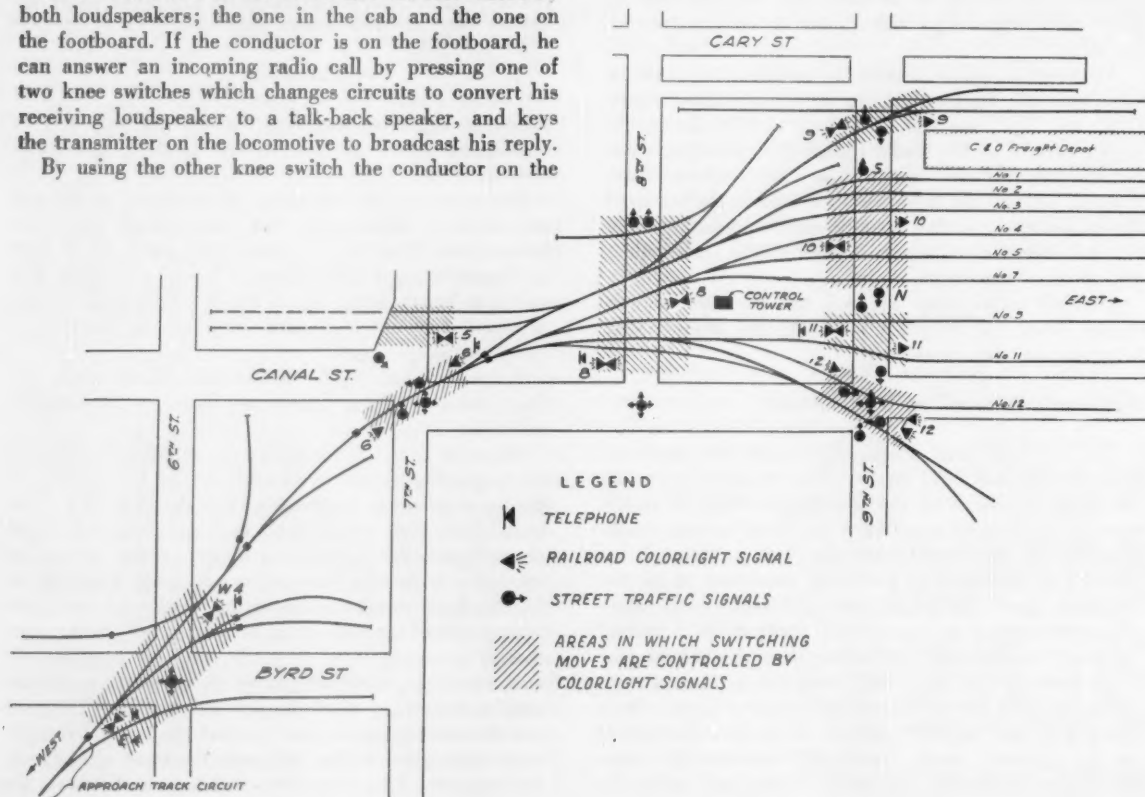 both loudspeakers; the one in the cab and the one on
the footboard. If the conductor is on the footboard, he
can answer an incoming radio call by pressing one of
two knee switches which changes circuits to convert his
receiving loudspeaker to a talk-back speaker, and keys
the transmitter on the locomotive to broadcast his reply.
By using the other knee switch the conductor on the
CARY ST
8TH ST.
9
9
C & O Freight Depot
S
No. 1
No. 2
No. 3
10
No. 4
10
No 5
No. 7
8
CONTROL
TOWER
N
EAST→
No. 9
5
11
11
No. 11
6
8
12
CANAL ST.
No. 12
12
6
6TH ST.
7TH ST.
9TH ST.
LEGEND
TELEPHONE
RAILROAD COLORLIGHT SIGNAL
STREET TRAFFIC SIGNALS
AREAS IN WHICH SWITCHING
MOVES ARE CONTROLLED BY
COLORLIGHT SIGNALS
W
4
BYRD ST
WEST
APPROACH TRACK CIRCUIT